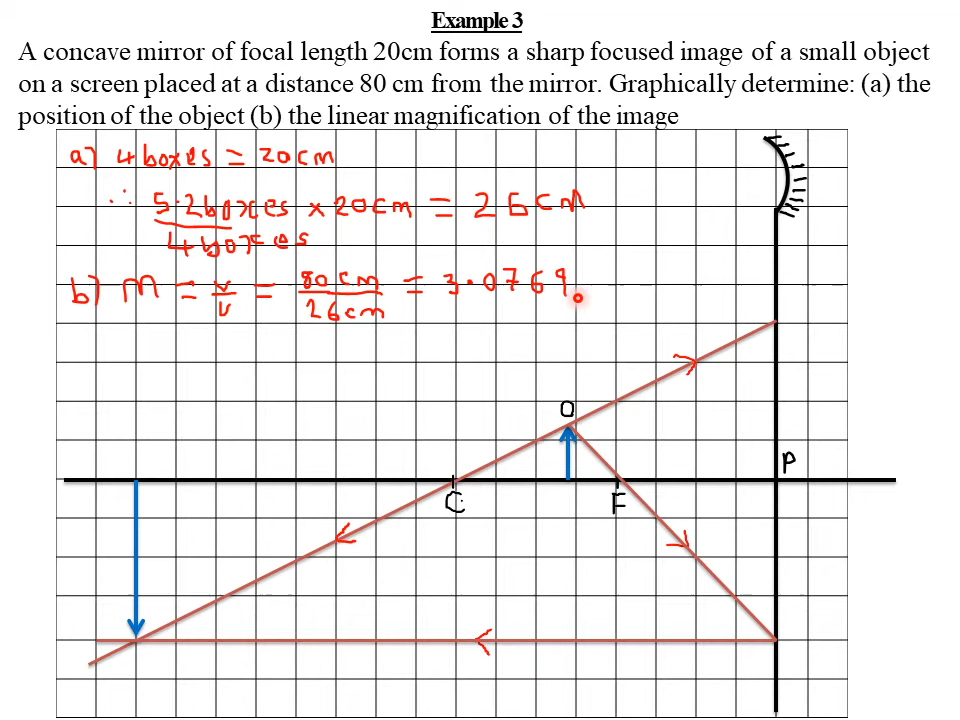 Example 3
A concave mirror of focal length 20cm forms a sharp focused image of a small object
on a screen placed at a distance 80 cm from the mirror. Graphically determine: (a) the
position of the object (b) the linear magnification of the image
a) 4 boxes = 20cm
∴ 5.2 boxes × 20cm = 26cm
4 boxes
b) m = v = 80cm = 3.0769.
u 26cm
O
P
C F